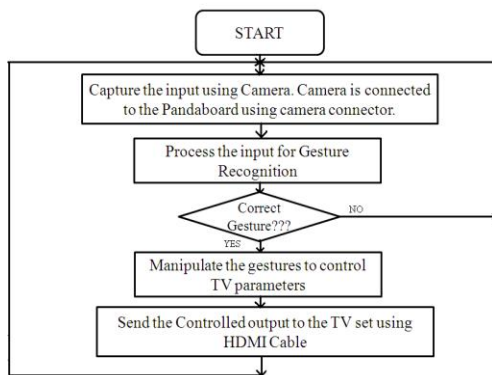 START
Capture the input using Camera. Camera is connected
to the Pandaboard using camera connector.
Process the input for Gesture
Recognition
Correct
Gesture???
NO
YES
Manipulate the gestures to control
TV parameters
Send the Controlled output to the TV set using
HDMI Cable